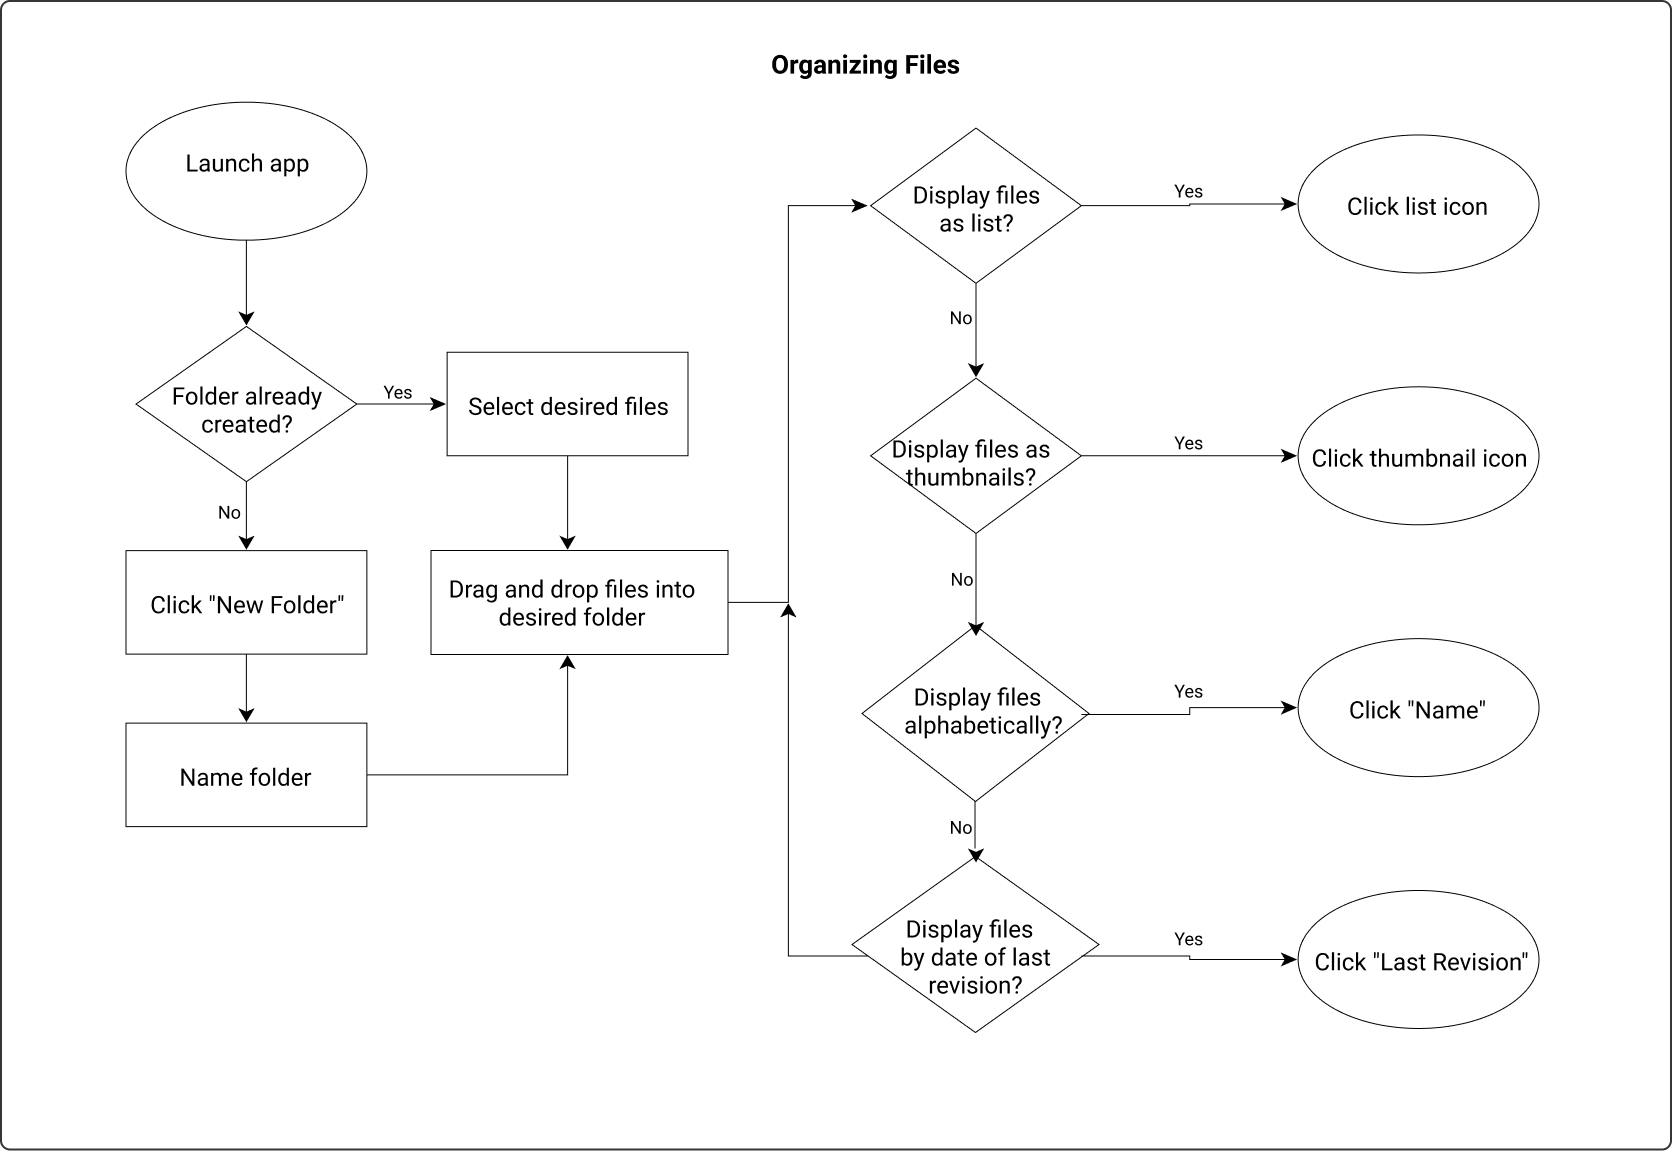 Organizing Files
Launch app
Folder already
created?
Yes
Select desired files
No
Click "New Folder"
Name folder
Drag and drop files into
desired folder
Display files
as list?
Yes
Click list icon
No
Display files as
thumbnails?
Yes
Click thumbnail icon
No
Display files
alphabetically?
Yes
Click "Name"
No
Display files
by date of last
revision?
Yes
Click "Last Revision"